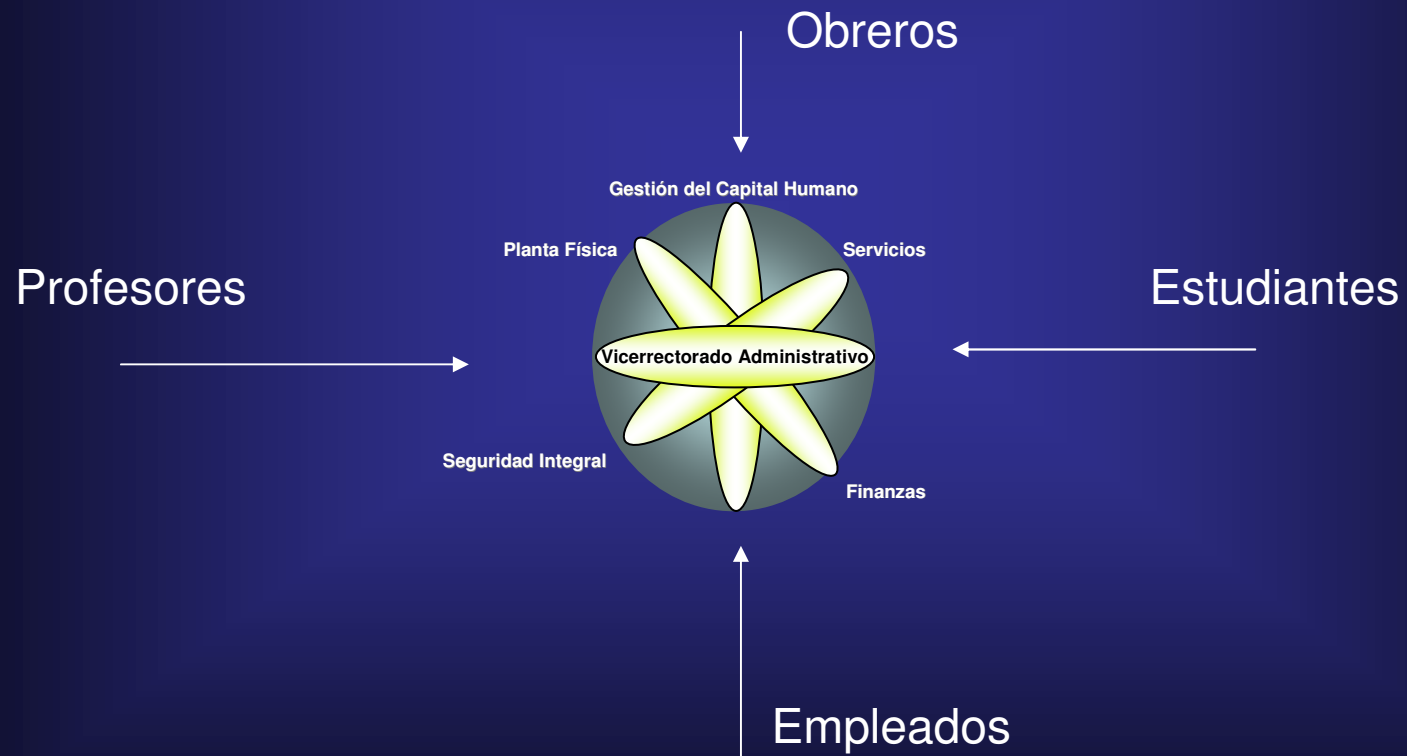 Obreros
Gestión del Capital Humano
Planta Física
Servicios
Profesores
Estudiantes
Vicerrectorado Administrativo
Seguridad Integral
Finanzas
Empleados